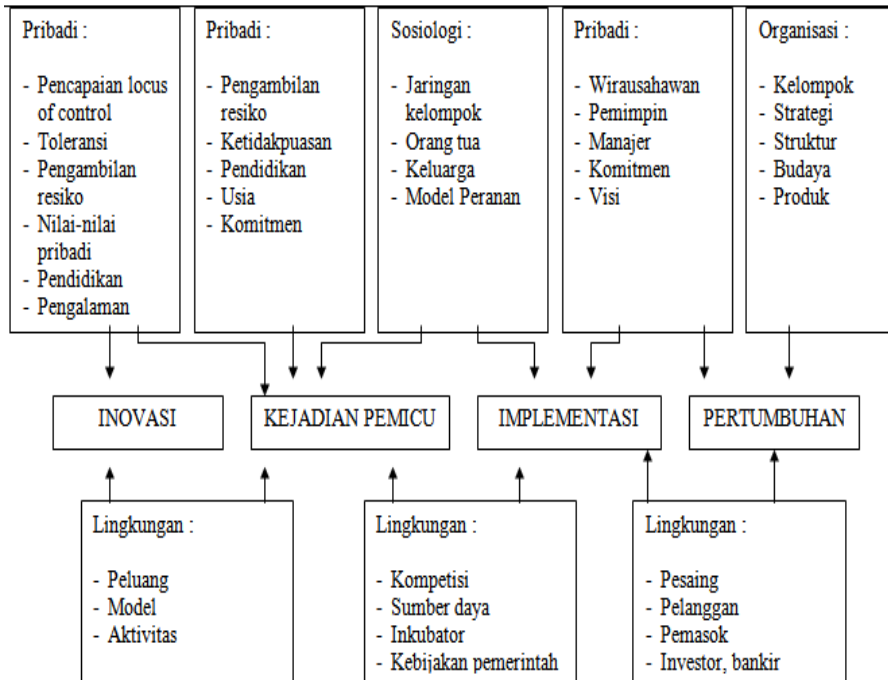 Pribadi :
- Pencapaian locus
of control
- Toleransi
- Pengambilan
resiko
- Nilai-nilai
pribadi
- Pendidikan
- Pengalaman
Pribadi :
- Pengambilan
resiko
- Ketidakpuasan
- Pendidikan
- Usia
- Komitmen
Sosiologi :
- Jaringan
kelompok
- Orang tua
- Keluarga
- Model Peranan
Pribadi :
- Wirausahawan
- Pemimpin
- Manajer
- Komitmen
- Visi
Organisasi :
- Kelompok
- Strategi
- Struktur
- Budaya
- Produk
INOVASI
KEJADIAN PEMICU
IMPLEMENTASI
PERTUMBUHAN
Lingkungan :
- Peluang
- Model
- Aktivitas
Lingkungan :
- Kompetisi
- Sumber daya
- Inkubator
- Kebijakan pemerintah
Lingkungan :
- Pesaing
- Pelanggan
- Pemasok
- Investor, bankir